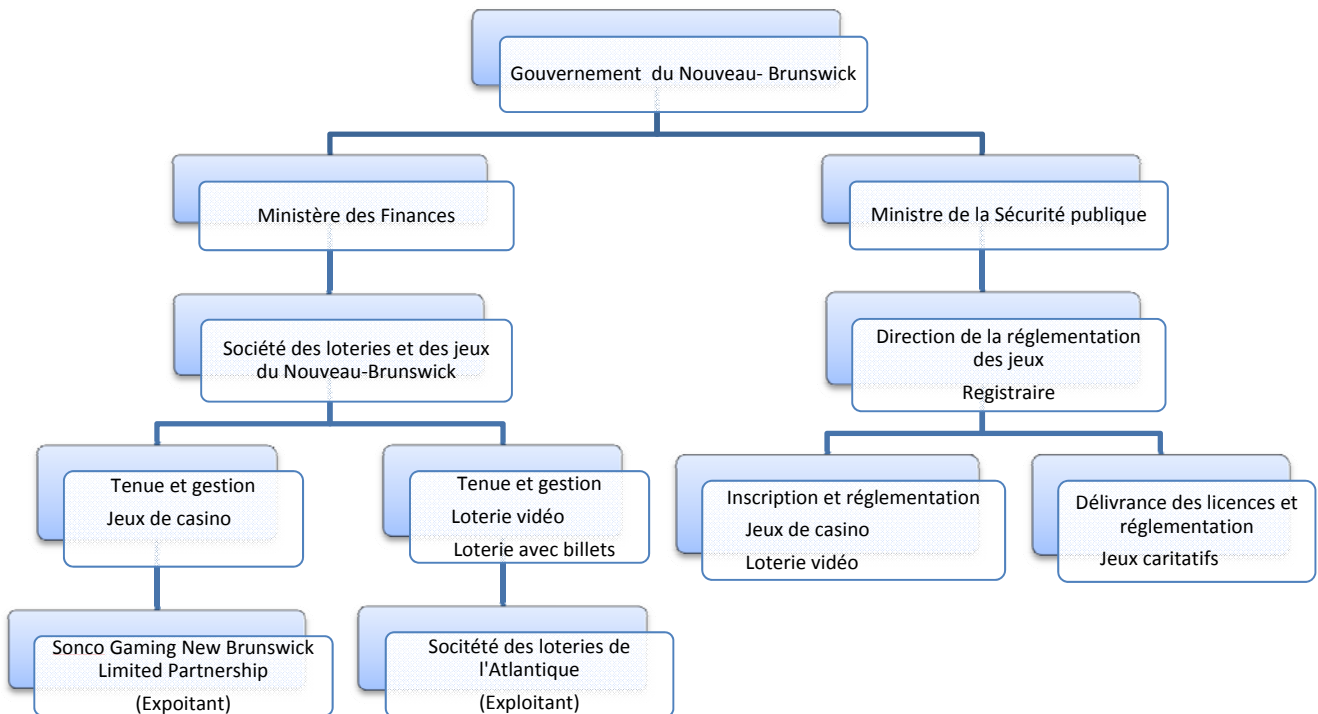 Gouvernement du Nouveau- Brunswick
Ministère des Finances
Ministre de la Sécurité publique
Société des loteries et des jeux
du Nouveau-Brunswick
Direction de la réglementation
des jeux
Registraire
Tenue et gestion
Jeux de casino
Tenue et gestion
Loterie vidéo
Loterie avec billets
Inscription et réglementation
Jeux de casino
Loterie vidéo
Délivrance des licences et
réglementation
Jeux caritatifs
Sonco Gaming New Brunswick
Limited Partnership
(Expoitant)
Socitété des loteries de
l'Atlantique
(Exploitant)